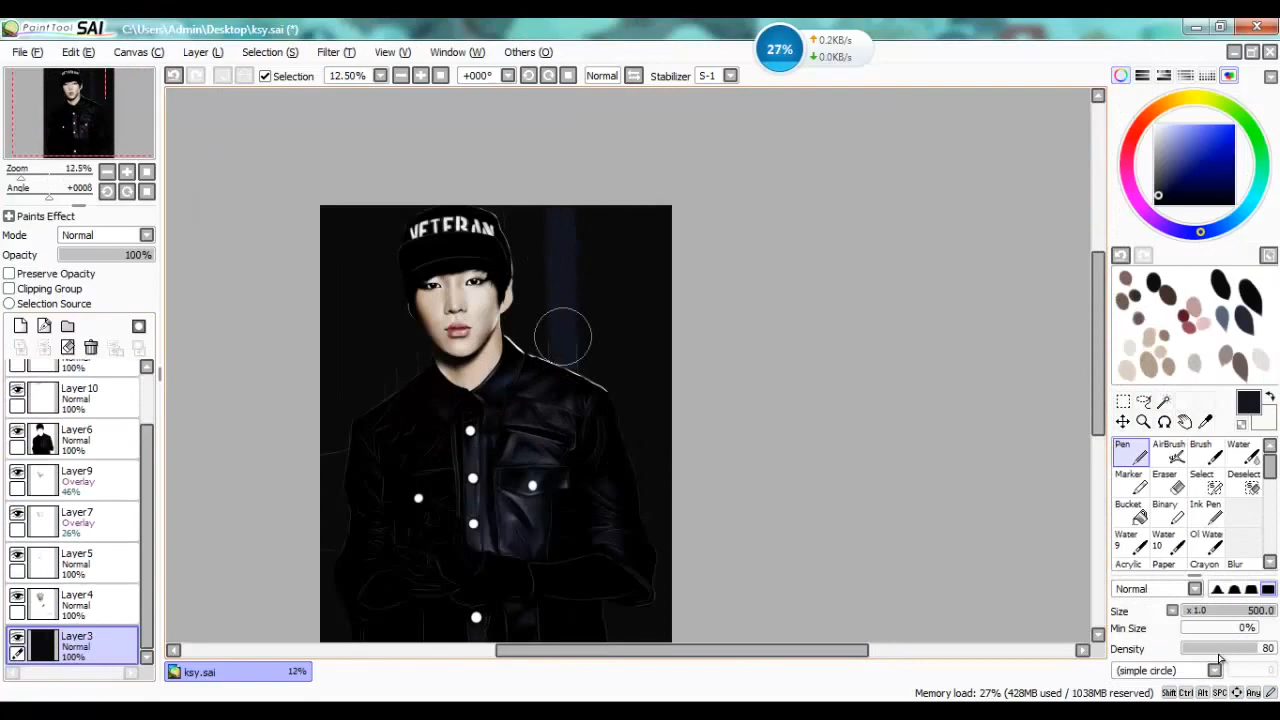 PaintTool SAI C:\Users\Admin\Desktop\ksy.sai (*)
File (F) Edit (E) Canvas (C) Layer (L) Selection (S) Filter (T) View (V) Window (W) Others (O)
27% 0.2KB/s
0.0KB/s
Selection 12.50% +000° Normal Stabilizer S-1
Zoom 12.5%
Angle
Paints Effect
Mode Normal
Opacity 100%
Preserve Opacity
Clipping Group
Selection Source
100%
Layer10
Normal
100%
Layer6
Normal
100%
Layer9
Overlay
46%
Layer7
Overlay
26%
Layer5
Normal
100%
Layer4
Normal
100%
Layer3
Normal
100%
VETERAN
Pen AirBrush Brush Water
Marker Eraser Select Deselect
Bucket Binary Ink Pen
Water 9 Water 10 Oil Water
Acrylic Pas Crayon Blur
Normal
Size x 1.0 500.0
Min Size 0%
Density 80
(simple circle) 0
ksy.sai 12%
Memory load: 27% (428MB used / 1038MB reserved) Shift Ctrl Alt SPC Any